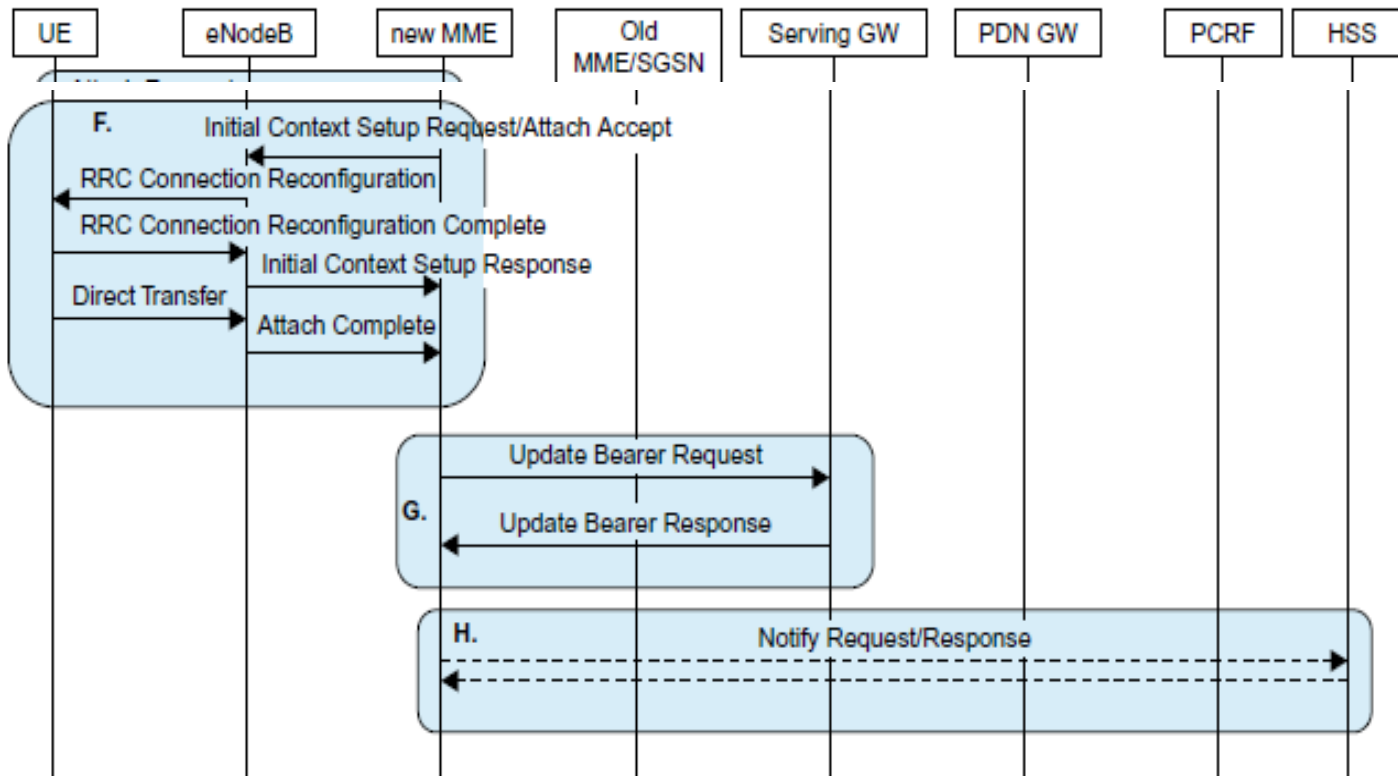 UE
eNodeB
new MME
Old
MME/SGSN
Serving GW
PDN GW
PCRF
HSS
F.
Initial Context Setup Request/Attach Accept
RRC Connection Reconfiguration
RRC Connection Reconfiguration Complete
Initial Context Setup Response
Direct Transfer
Attach Complete
Update Bearer Request
G.
Update Bearer Response
H.
Notify Request/Response